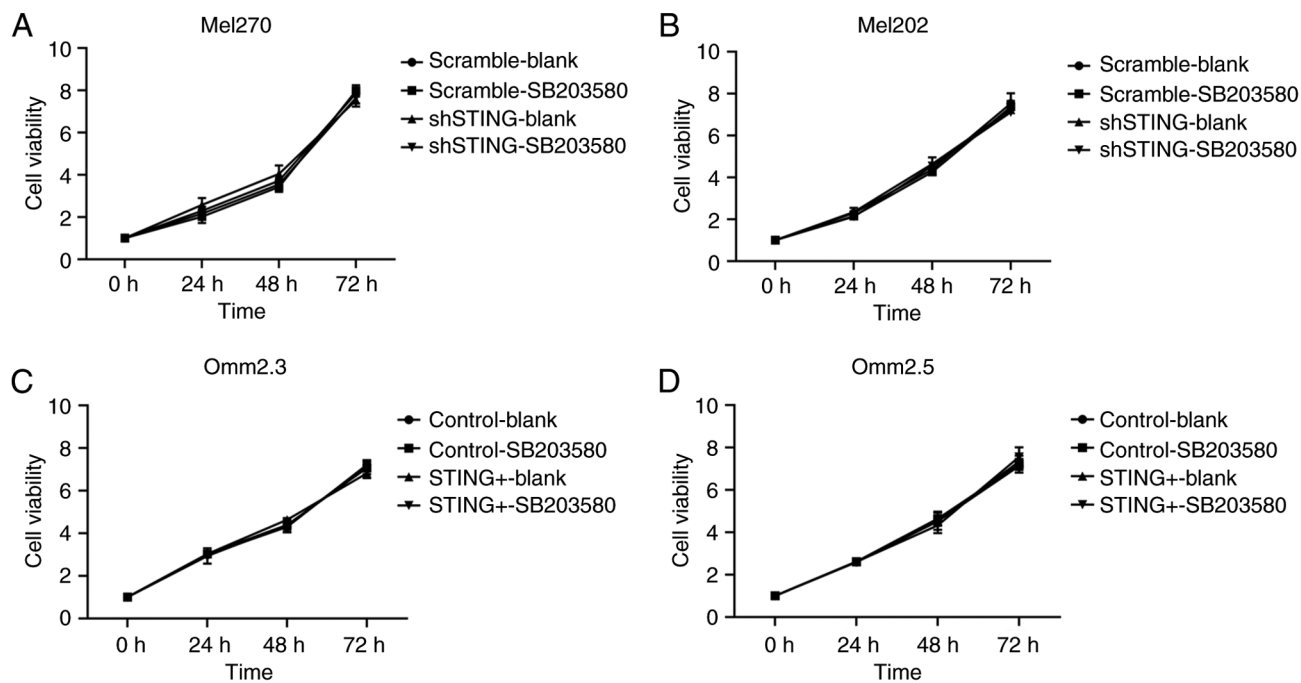 A
Mel270
Cell viability
10
8
6
4
2
0
0 h 24 h 48 h 72 h
Time
Scramble-blank
Scramble-SB203580
shSTING-blank
shSTING-SB203580
B
Mel202
Cell viability
10
8
6
4
2
0
0 h 24 h 48 h 72 h
Time
Scramble-blank
Scramble-SB203580
shSTING-blank
shSTING-SB203580
C
Omm2.3
Cell viability
10
8
6
4
2
0
0 h 24 h 48 h 72 h
Time
Control-blank
Control-SB203580
STING+-blank
STING+-SB203580
D
Omm2.5
Cell viability
10
8
6
4
2
0
0 h 24 h 48 h 72 h
Time
Control-blank
Control-SB203580
STING+-blank
STING+-SB203580